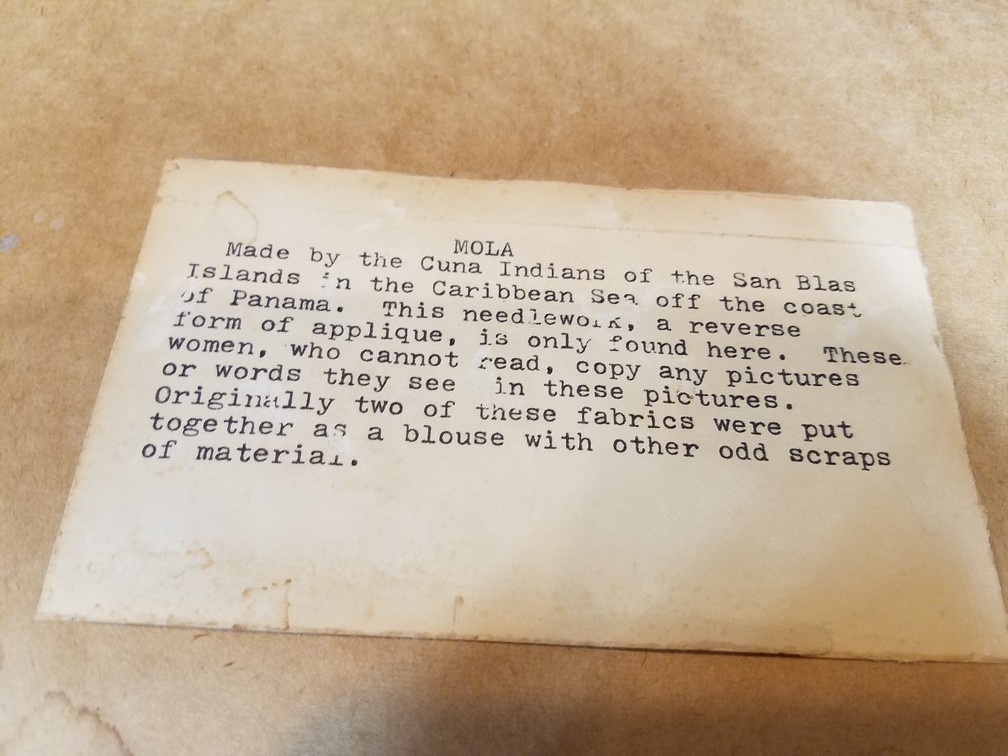 MOLA
Made by the Cuna Indians of the San Blas
Islands in the Caribbean Sea off the coast
of Panama. This needlework, a reverse
form of applique, is only found here. These
women, who cannot read, copy any pictures
or words they see in these pictures.
Originally two of these fabrics were put
together as a blouse with other odd scraps
of material.